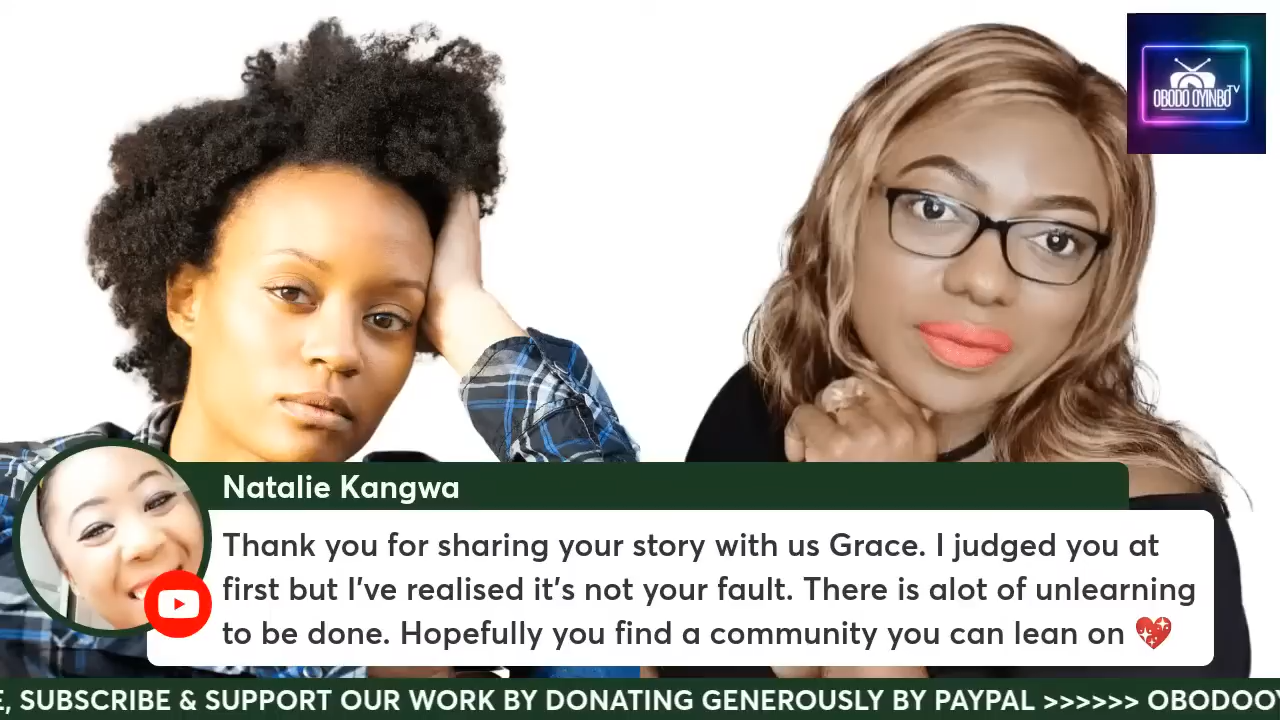 OBODO OYINBO TV
Natalie Kangwa
Thank you for sharing your story with us Grace. I judged you at
first but I've realised it's not your fault. There is alot of unlearning
to be done. Hopefully you find a community you can lean on 💖
E, SUBSCRIBE & SUPPORT OUR WORK BY DONATING GENEROUSLY BY PAYPAL >>>>>> OBODOOY